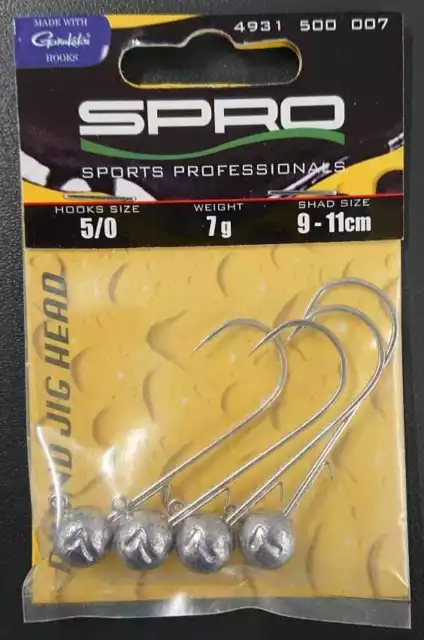 MADE WITH
Gamakatsu
HOOKS
4931 500 007
SPRO
SPORTS PROFESSIONALS
HOOKS SIZE
5/0
WEIGHT
7 g
SHAD SIZE
9 - 11cm
ROUND JIG HEAD